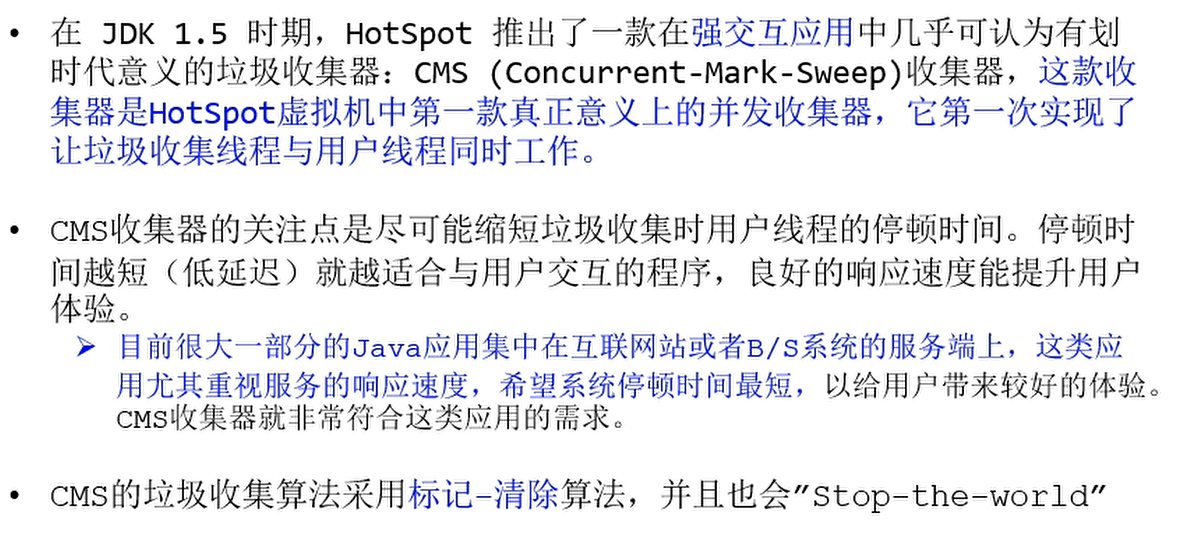 • 在 JDK 1.5 时期，HotSpot 推出了一款在强交互应用中几乎可认为有划
时代意义的垃圾收集器：CMS (Concurrent-Mark-Sweep)收集器，这款收
集器是HotSpot虚拟机中第一款真正意义上的并发收集器，它第一次实现了
让垃圾收集线程与用户线程同时工作。
• CMS收集器的关注点是尽可能缩短垃圾收集时用户线程的停顿时间。停顿时
间越短（低延迟）就越适合与用户交互的程序，良好的响应速度能提升用户
体验。
➢ 目前很大一部分的Java应用集中在互联网站或者B/S系统的服务端上，这类应
用尤其重视服务的响应速度，希望系统停顿时间最短，以给用户带来较好的体验。
CMS收集器就非常符合这类应用的需求。
• CMS的垃圾收集算法采用标记-清除算法，并且也会”Stop-the-world”